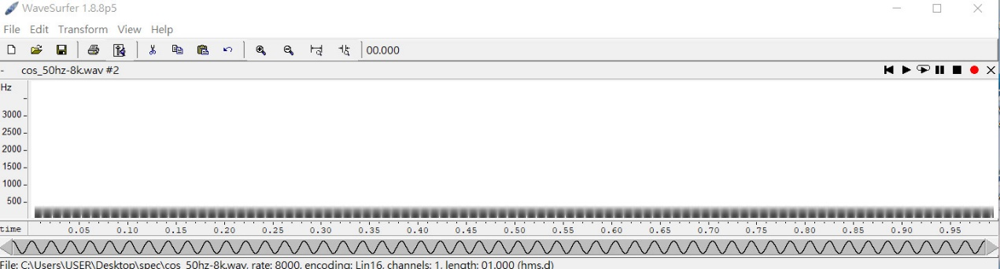 WaveSurfer 1.8.8p5
File Edit Transform View Help
00.000
- cos_50hz-8k.wav #2
Hz
3000
2500
2000
1500
1000
500
time 0.05 0.10 0.15 0.20 0.25 0.30 0.35 0.40 0.45 0.50 0.55 0.60 0.65 0.70 0.75 0.80 0.85 0.90 0.95
File: C:\Users\USER\Desktop\spec\cos_50hz-8k.wav, rate: 8000, encoding: Lin16, channels: 1, length: 01.000 (hms.d)